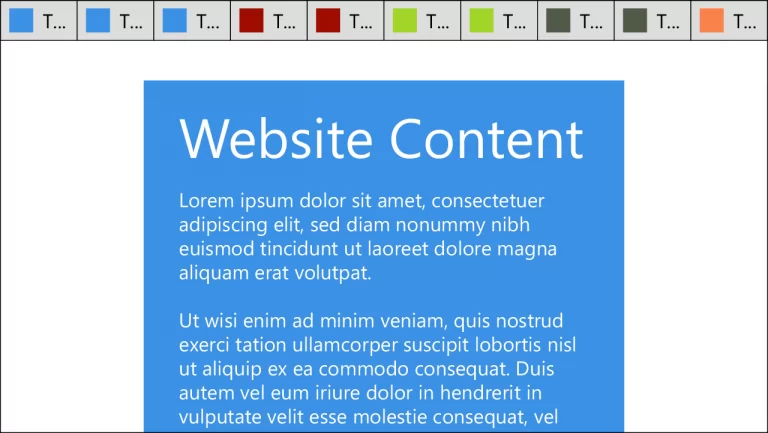 T... T... T... T... T... T... T... T... T... T...
Website Content
Lorem ipsum dolor sit amet, consectetuer
adipiscing elit, sed diam nonummy nibh
euismod tincidunt ut laoreet dolore magna
aliquam erat volutpat.
Ut wisi enim ad minim veniam, quis nostrud
exerci tation ullamcorper suscipit lobortis nisl
ut aliquip ex ea commodo consequat. Duis
autem vel eum iriure dolor in hendrerit in
vulputate velit esse molestie consequat, vel